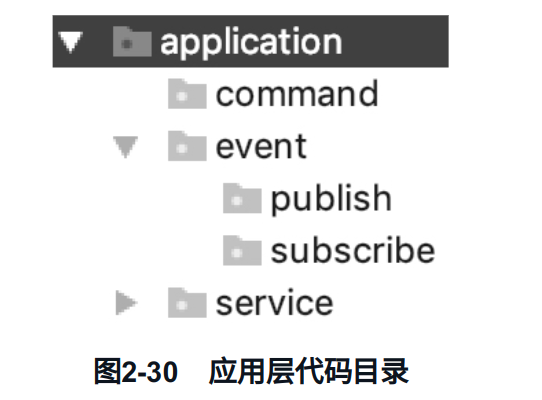 application
command
event
publish
subscribe
service
图2-30 应用层代码目录